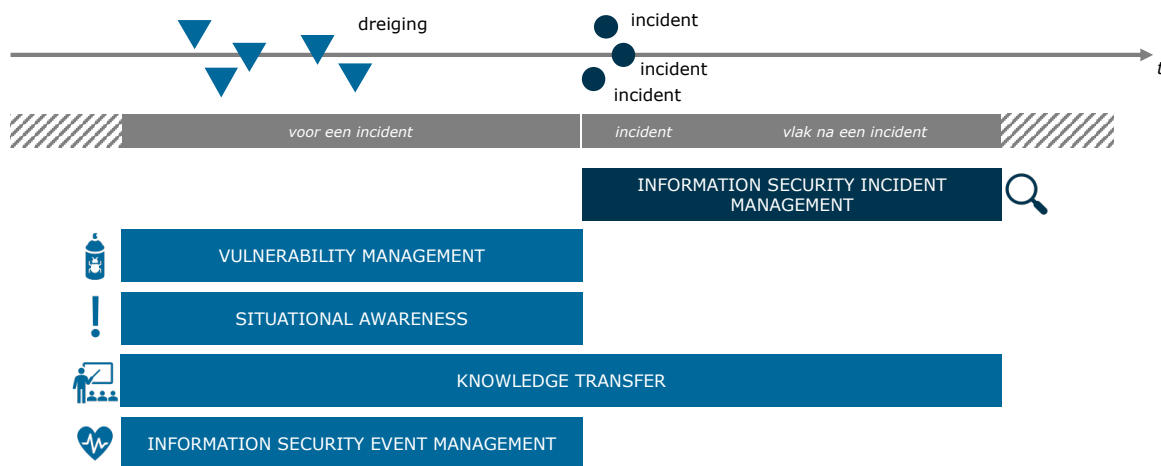 dreiging
incident
incident
incident
t
voor een incident
incident
vlak na een incident
INFORMATION SECURITY INCIDENT
MANAGEMENT
VULNERABILITY MANAGEMENT
SITUATIONAL AWARENESS
KNOWLEDGE TRANSFER
INFORMATION SECURITY EVENT MANAGEMENT